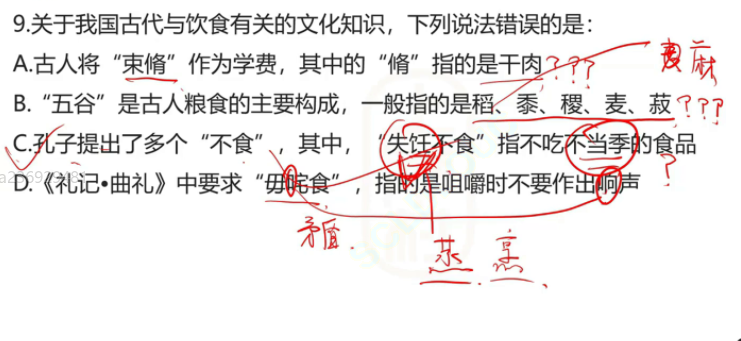 9.关于我国古代与饮食有关的文化知识，下列说法错误的是：
A.古人将“束脩”作为学费，其中的“脩”指的是干肉？？？
B.“五谷”是古人粮食的主要构成，一般指的是稻、黍、稷、麦、菽？？？
C.孔子提出了多个“不食”，其中，“失饪不食”指不吃不当季的食品
D.《礼记•曲礼》中要求“毋咤食”，指的是咀嚼时不要作出响声
？
矛盾.
蒸 烹